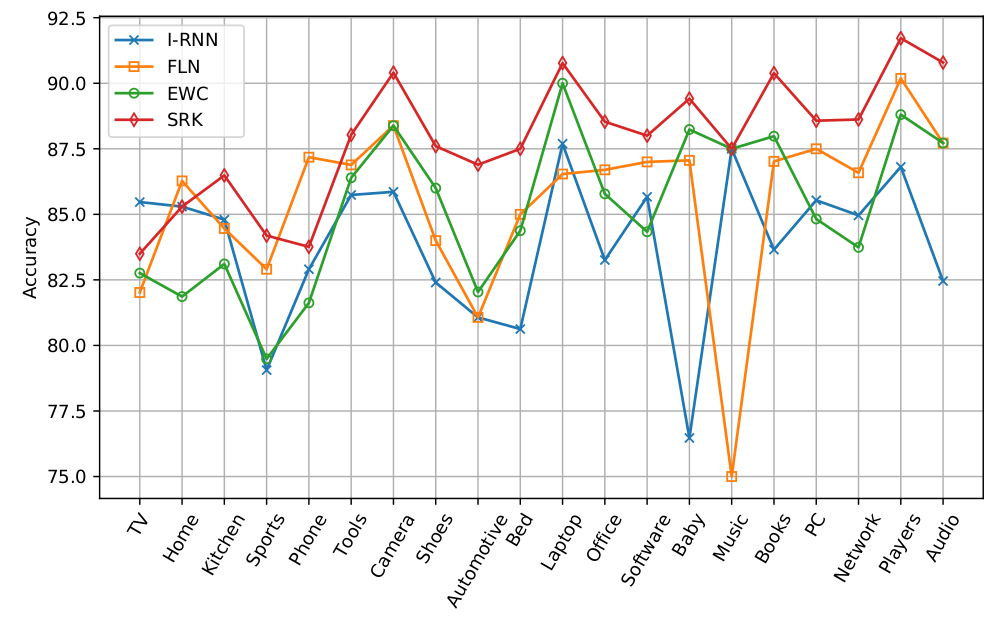 92.5
90.0
87.5
85.0
82.5
80.0
77.5
75.0
Accuracy
I-RNN
FLN
EWC
SRK
TV
Home
Kitchen
Sports
Phone
Tools
Camera
Shoes
Automotive
Bed
Laptop
Office
Software
Baby
Music
Books
PC
Network
Players
Audio